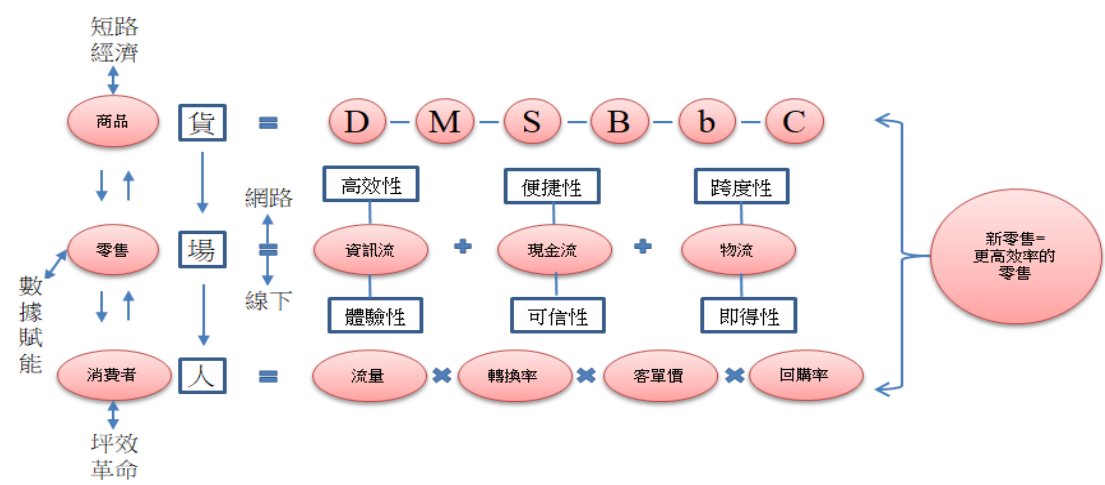 短路
經濟
商品
貨
=
D
M
S
B
b
C
高效性
便捷性
跨度性
網路
零售
場
=
資訊流
+
現金流
+
物流
新零售=
更高效率的
零售
線下
體驗性
可信性
即得性
數
據
賦
能
消費者
人
=
流量
×
轉換率
×
客單價
×
回購率
坪效
革命